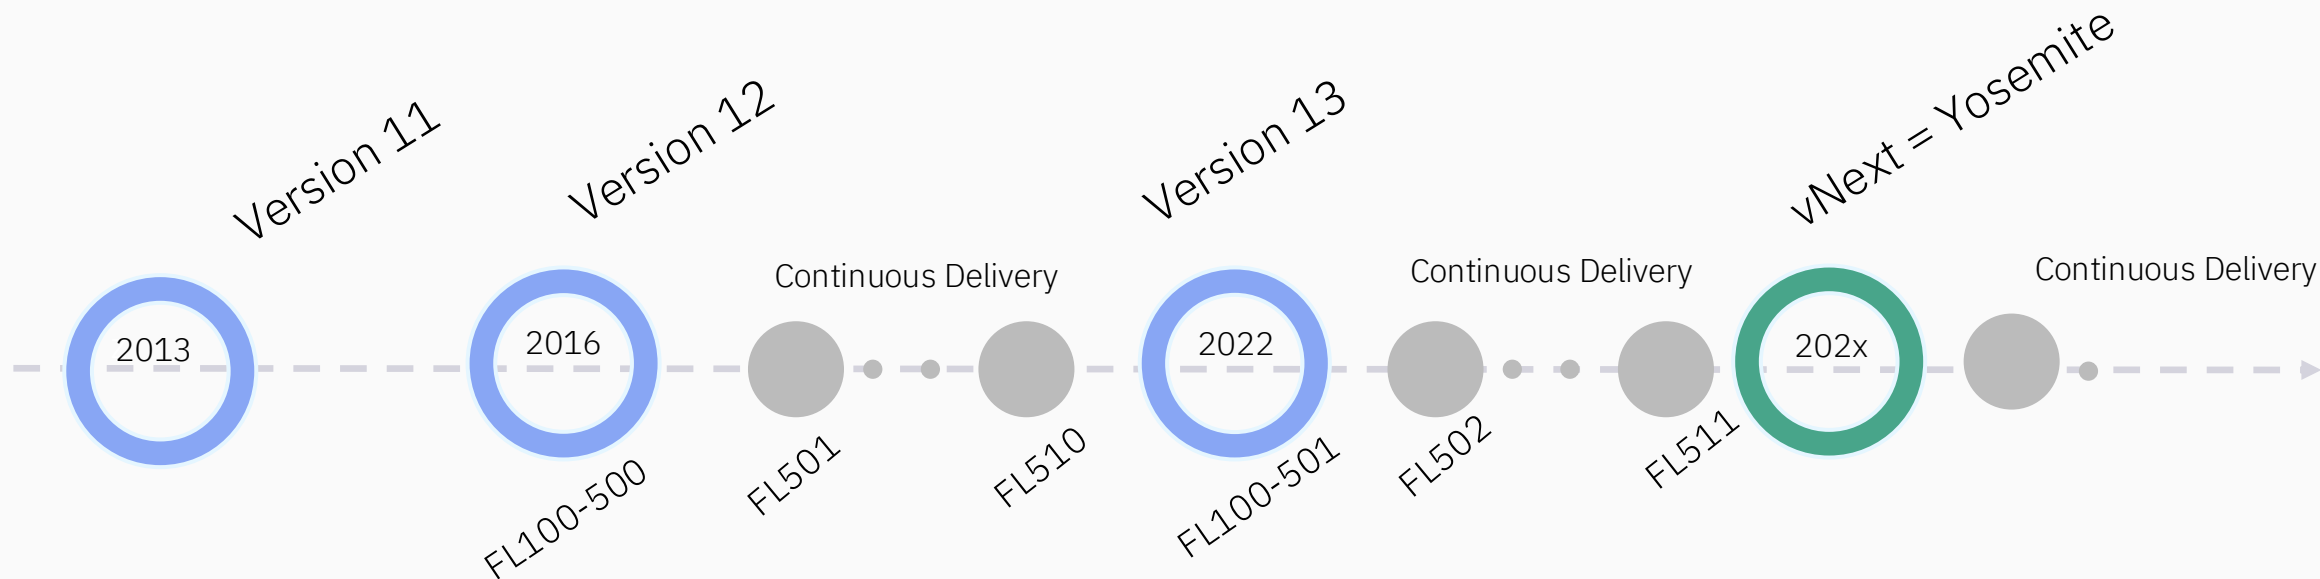 Version 11
Version 12
Version 13
vNext = Yosemite
Continuous Delivery
Continuous Delivery
Continuous Delivery
2013
2016
2022
202x
FL100-500
FL501
FL510
FL100-501
FL502
FL511